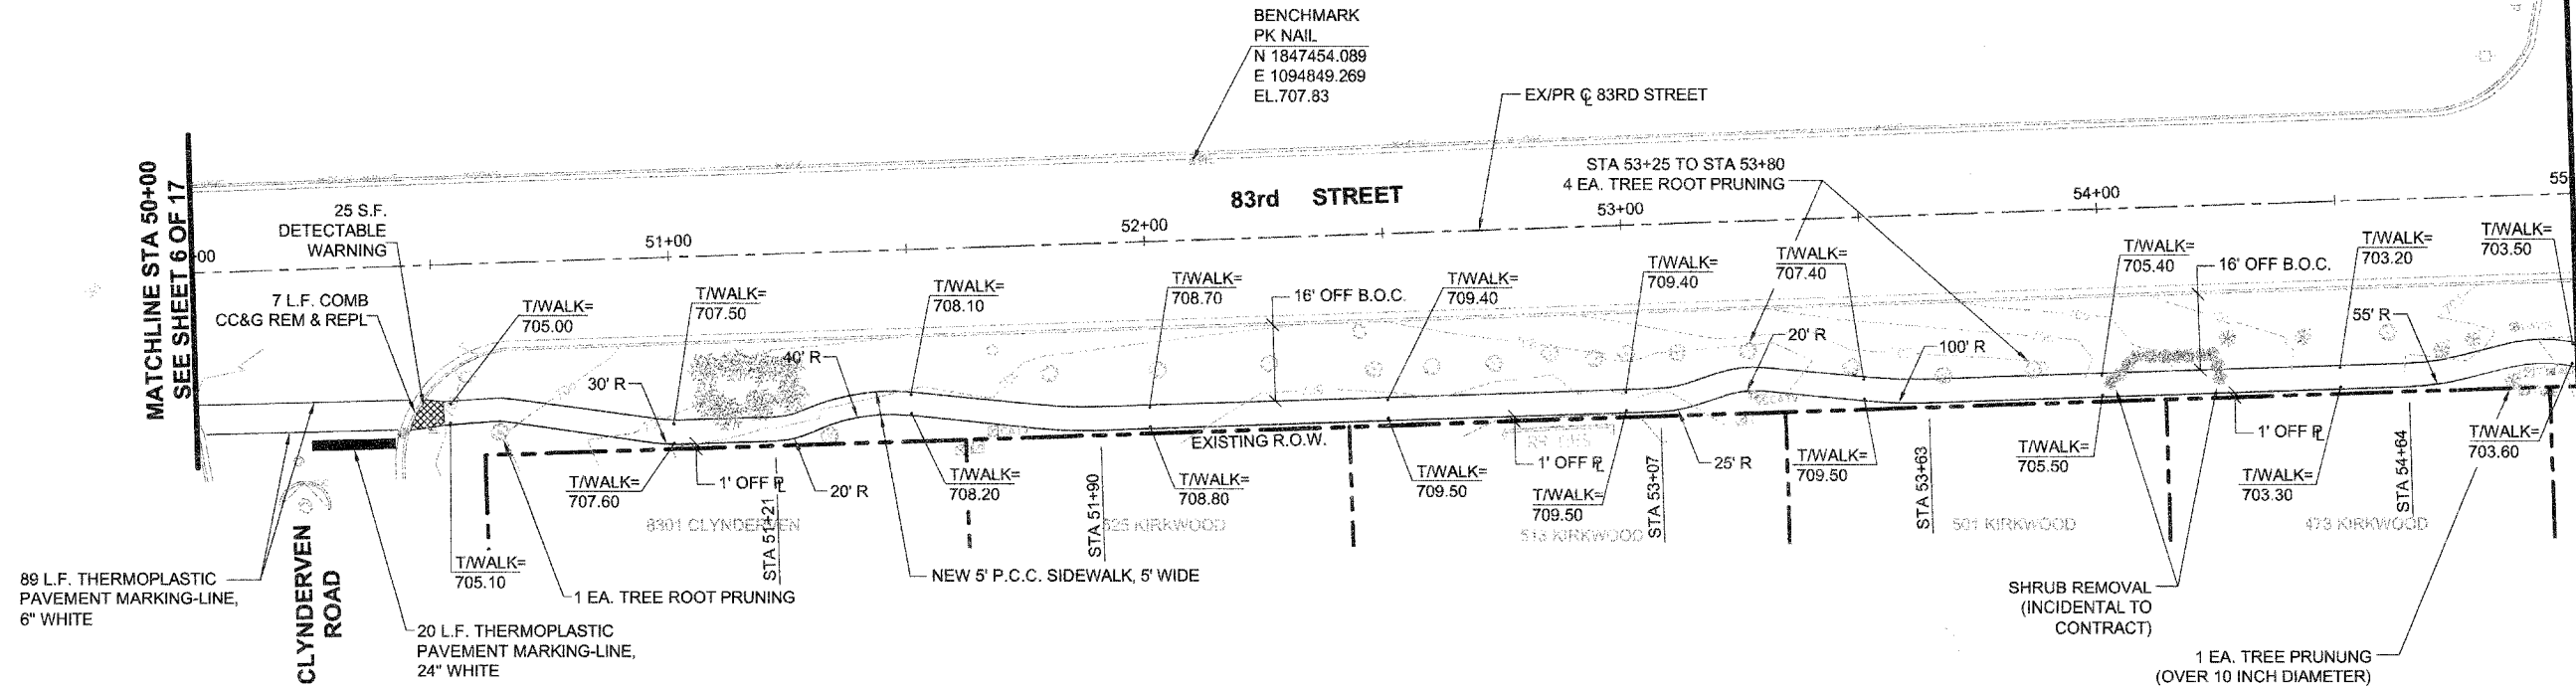 BENCHMARK
PK NAIL
N 1847454.089
E 1094849.269
EL.707.83
EX/PR ℄ 83RD STREET
MATCHLINE STA 50+00
SEE SHEET 6 OF 17
83rd STREET
STA 53+25 TO STA 53+80
4 EA. TREE ROOT PRUNING
25 S.F.
DETECTABLE
WARNING
+00
51+00
52+00
53+00
54+00
55
7 L.F. COMB
CC&G REM & REPL
T/WALK=
705.00
T/WALK=
707.50
T/WALK=
708.10
T/WALK=
708.70
16' OFF B.O.C.
T/WALK=
709.40
T/WALK=
709.40
T/WALK=
707.40
T/WALK=
705.40
16' OFF B.O.C.
T/WALK=
703.20
T/WALK=
703.50
30' R
40' R
20' R
100' R
55' R
EXISTING R.O.W.
T/WALK=
707.60
1' OFF ⅊
20' R
T/WALK=
708.20
T/WALK=
708.80
T/WALK=
709.50
1' OFF ⅊
T/WALK=
709.50
25' R
T/WALK=
709.50
T/WALK=
705.50
1' OFF ⅊
T/WALK=
703.30
T/WALK=
703.60
8301 CLYNDERVEN
STA 51+21
STA 51+90
525 KIRKWOOD
513 KIRKWOOD
STA 53+07
STA 53+63
501 KIRKWOOD
STA 54+64
473 KIRKWOOD
T/WALK=
705.10
89 L.F. THERMOPLASTIC
PAVEMENT MARKING-LINE,
6" WHITE
CLYNDERVEN
ROAD
1 EA. TREE ROOT PRUNING
NEW 5' P.C.C. SIDEWALK, 5' WIDE
20 L.F. THERMOPLASTIC
PAVEMENT MARKING-LINE,
24" WHITE
SHRUB REMOVAL
(INCIDENTAL TO
CONTRACT)
1 EA. TREE PRUNUNG
(OVER 10 INCH DIAMETER)